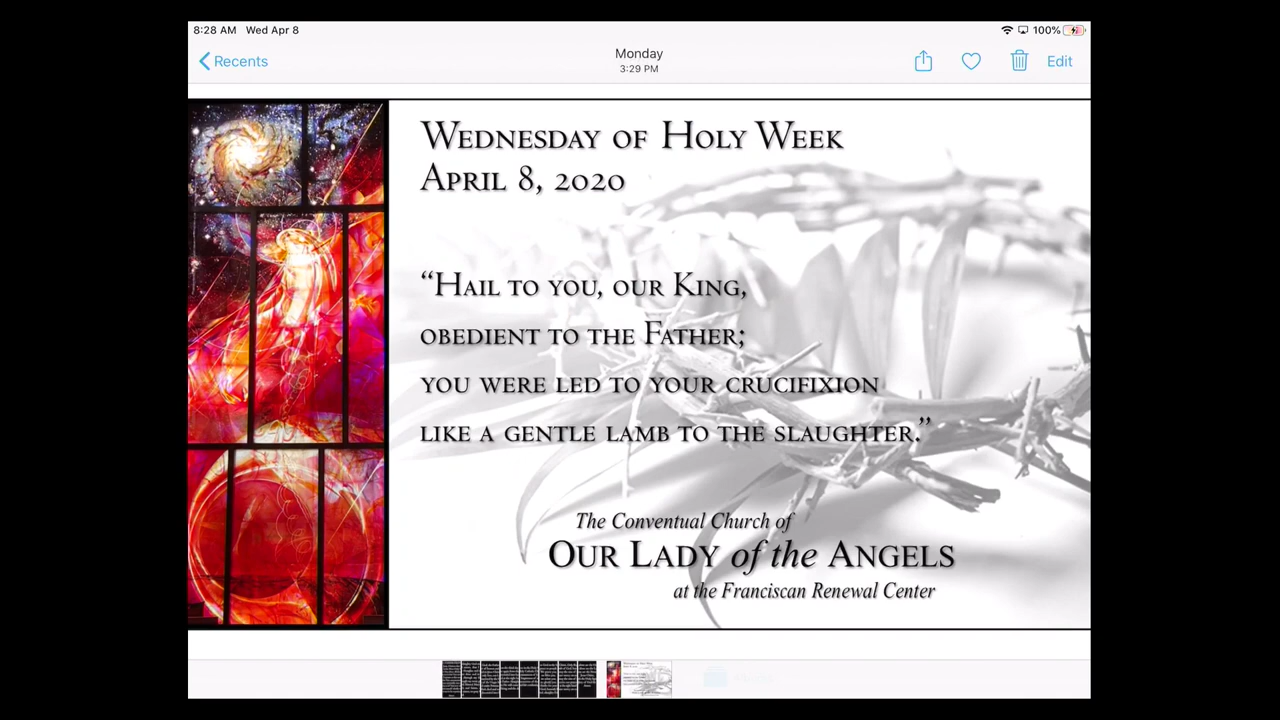 8:28 AM Wed Apr 8
100%
Recents
Monday
3:29 PM
Edit
Wednesday of Holy Week
April 8, 2020
“Hail to you, our King,
obedient to the Father;
you were led to your crucifixion
like a gentle lamb to the slaughter.”
The Conventual Church of
Our Lady of the Angels
at the Franciscan Renewal Center